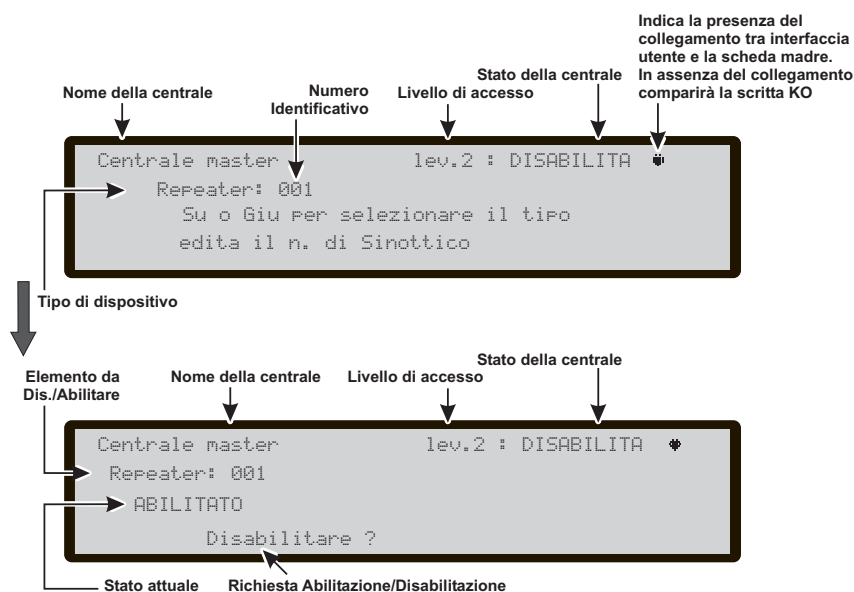 Indica la presenza del
collegamento tra interfaccia
utente e la scheda madre.
In assenza del collegamento
comparirà la scritta KO
Stato della centrale
Livello di accesso
Numero
Identificativo
Nome della centrale
Centrale master lev.2 : DISABILITA
Repeater: 001
Su o Giu per selezionare il tipo
edita il n. di Sinottico
Tipo di dispositivo
Elemento da
Dis./Abilitare
Nome della centrale
Livello di accesso
Stato della centrale
Centrale master lev.2 : DISABILITA
Repeater: 001
ABILITATO
Disabilitare ?
Stato attuale
Richiesta Abilitazione/Disabilitazione